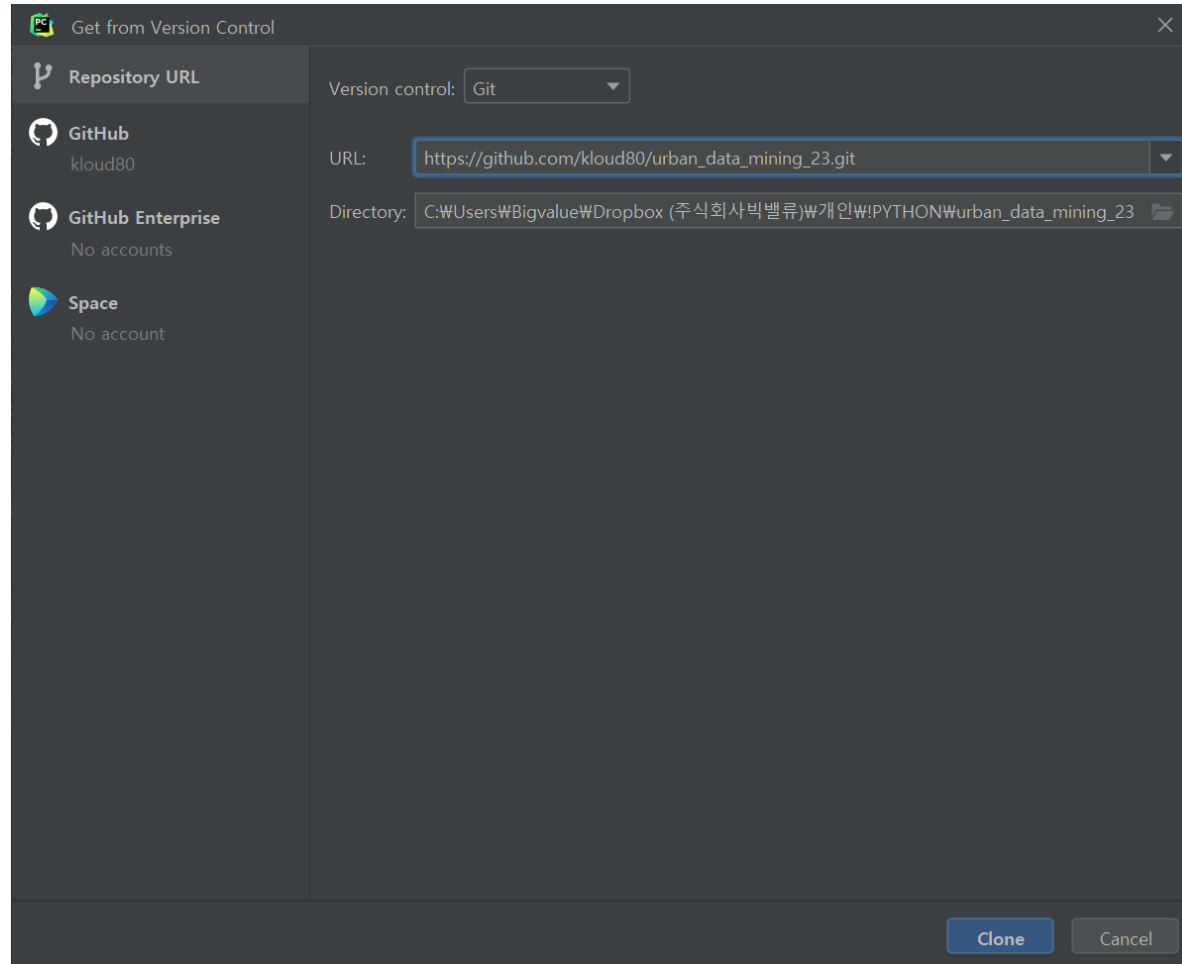 PC
Get from Version Control
Repository URL
Version control: Git
GitHub
kloud80
URL: https://github.com/kloud80/urban_data_mining_23.git
GitHub Enterprise
No accounts
Directory: C:₩Users₩Bigvalue₩Dropbox (주식회사빅밸류)₩개인₩!PYTHON₩urban_data_mining_23
Space
No account
Clone
Cancel